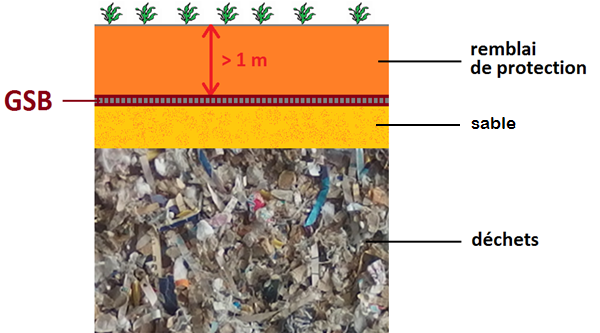 > 1 m
remblai
de protection
GSB
sable
déchets